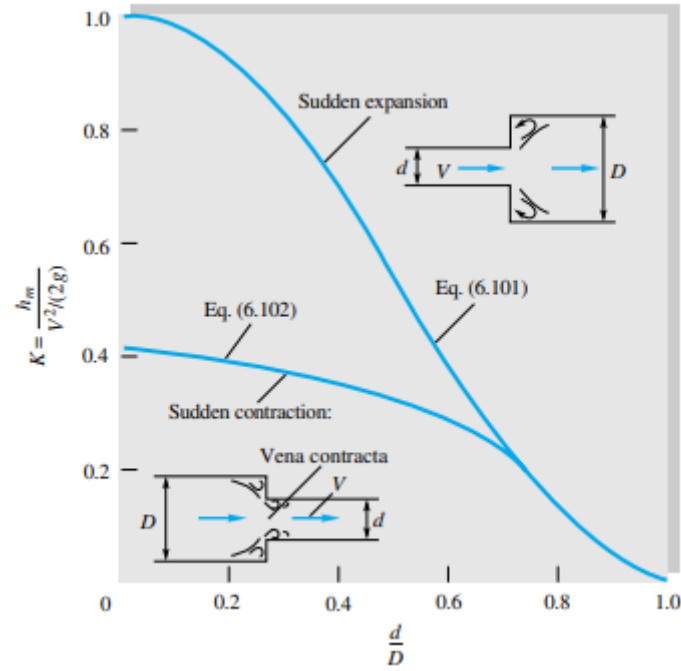 1.0
Sudden expansion
0.8
d
V
D
0.6
K = h_m / V²/(2g)
Eq. (6.102)
Eq. (6.101)
0.4
Sudden contraction:
Vena contracta
0.2
V
D
d
0
0.2
0.4
0.6
0.8
1.0
d/D